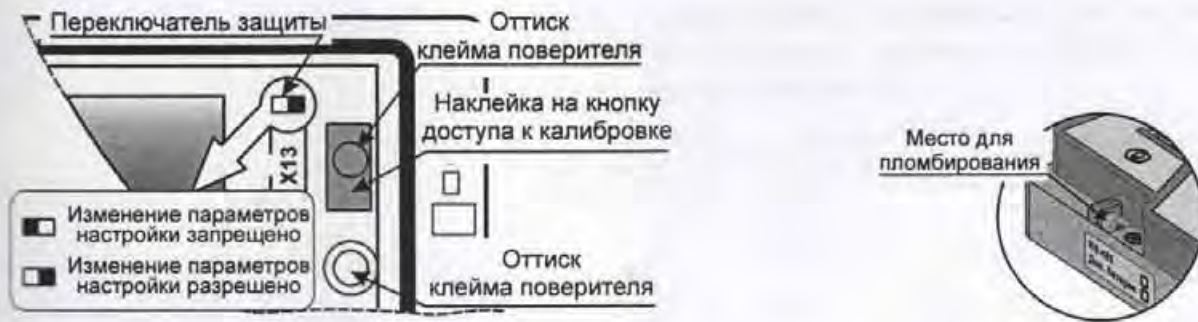 Переключатель защиты
Оттиск
клейма поверителя
Наклейка на кнопку
доступа к калибровке
X13
Изменение параметров
настройки запрещено
Изменение параметров
настройки разрешено
Оттиск
клейма поверителя
Место для
пломбирования